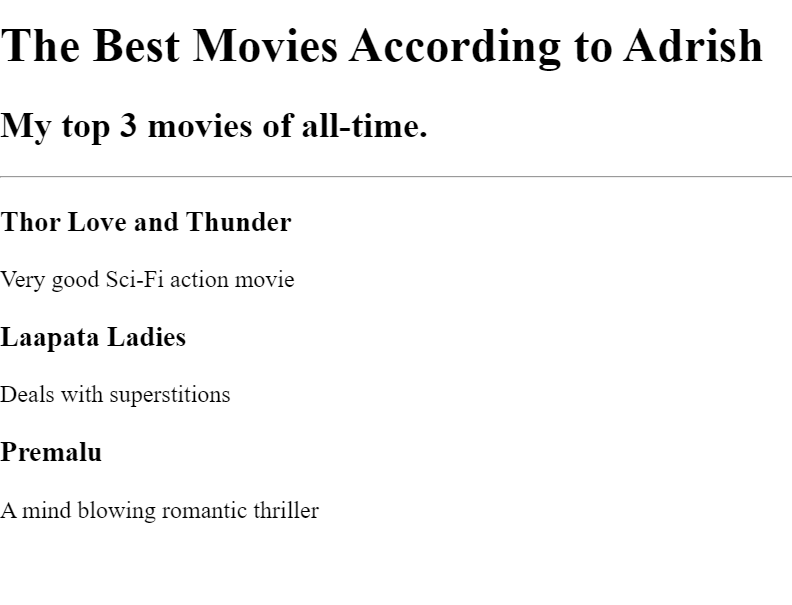 The Best Movies According to Adrish
My top 3 movies of all-time.
Thor Love and Thunder
Very good Sci-Fi action movie
Laapata Ladies
Deals with superstitions
Premalu
A mind blowing romantic thriller